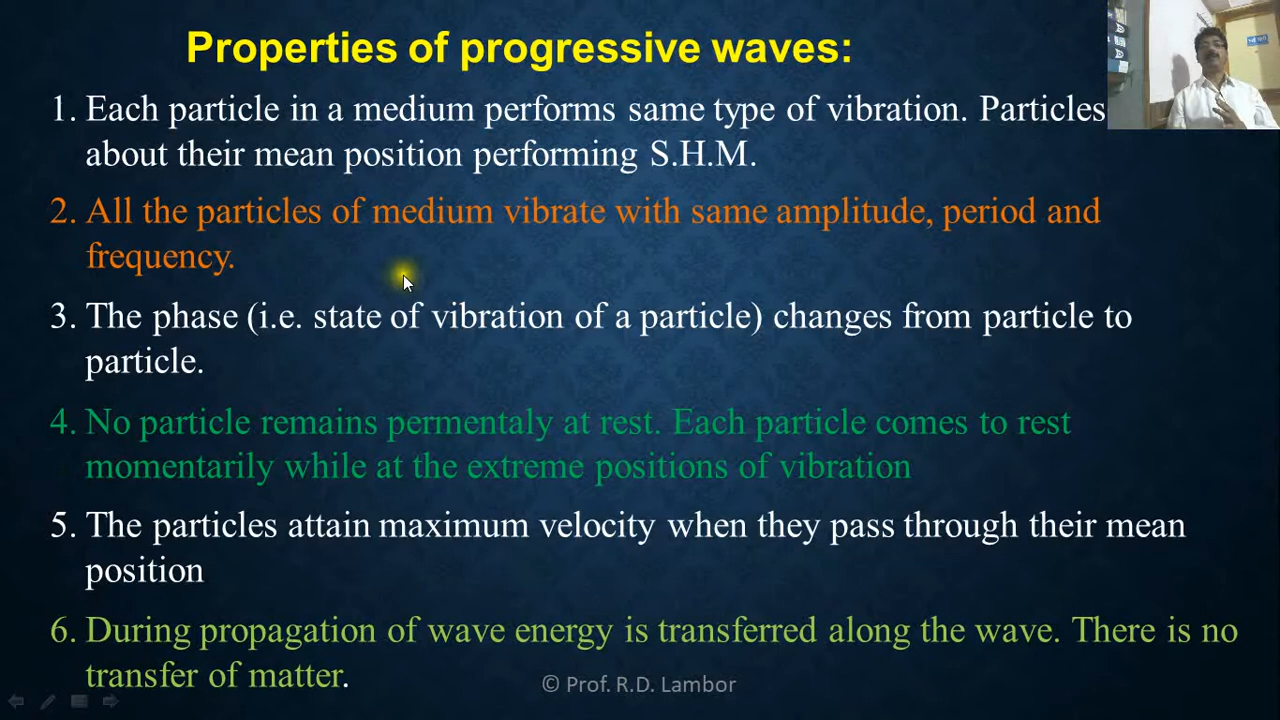 Properties of progressive waves:
1. Each particle in a medium performs same type of vibration. Particles
about their mean position performing S.H.M.
2. All the particles of medium vibrate with same amplitude, period and
frequency.
3. The phase (i.e. state of vibration of a particle) changes from particle to
particle.
4. No particle remains permentaly at rest. Each particle comes to rest
momentarily while at the extreme positions of vibration
5. The particles attain maximum velocity when they pass through their mean
position
6. During propagation of wave energy is transferred along the wave. There is no
transfer of matter.
© Prof. R.D. Lambor